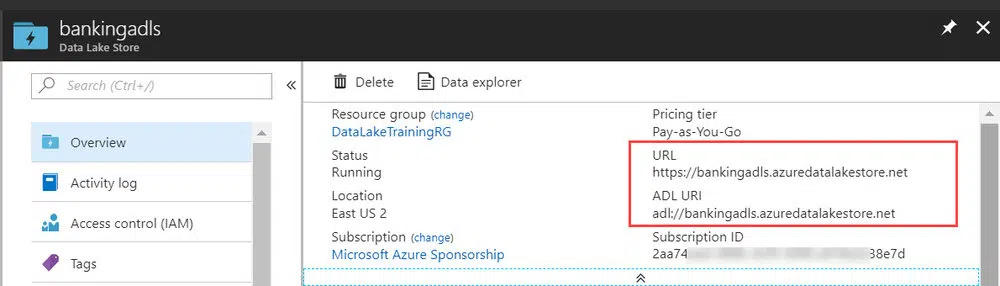 bankingadls
Data Lake Store
Search (Ctrl+/)
Overview
Activity log
Access control (IAM)
Tags
Delete Data explorer
Resource group (change)
DataLakeTrainingRG
Status
Running
Location
East US 2
Subscription (change)
Microsoft Azure Sponsorship
Pricing tier
Pay-as-You-Go
URL
https://bankingadls.azuredatalakestore.net
ADL URI
adl://bankingadls.azuredatalakestore.net
Subscription ID
2aa74 38e7d